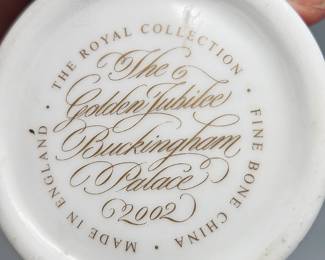 · THE ROYAL COLLECTION ·
FINE BONE CHINA ·
MADE IN ENGLAND
The
Golden Jubilee
Buckingham
Palace
2002